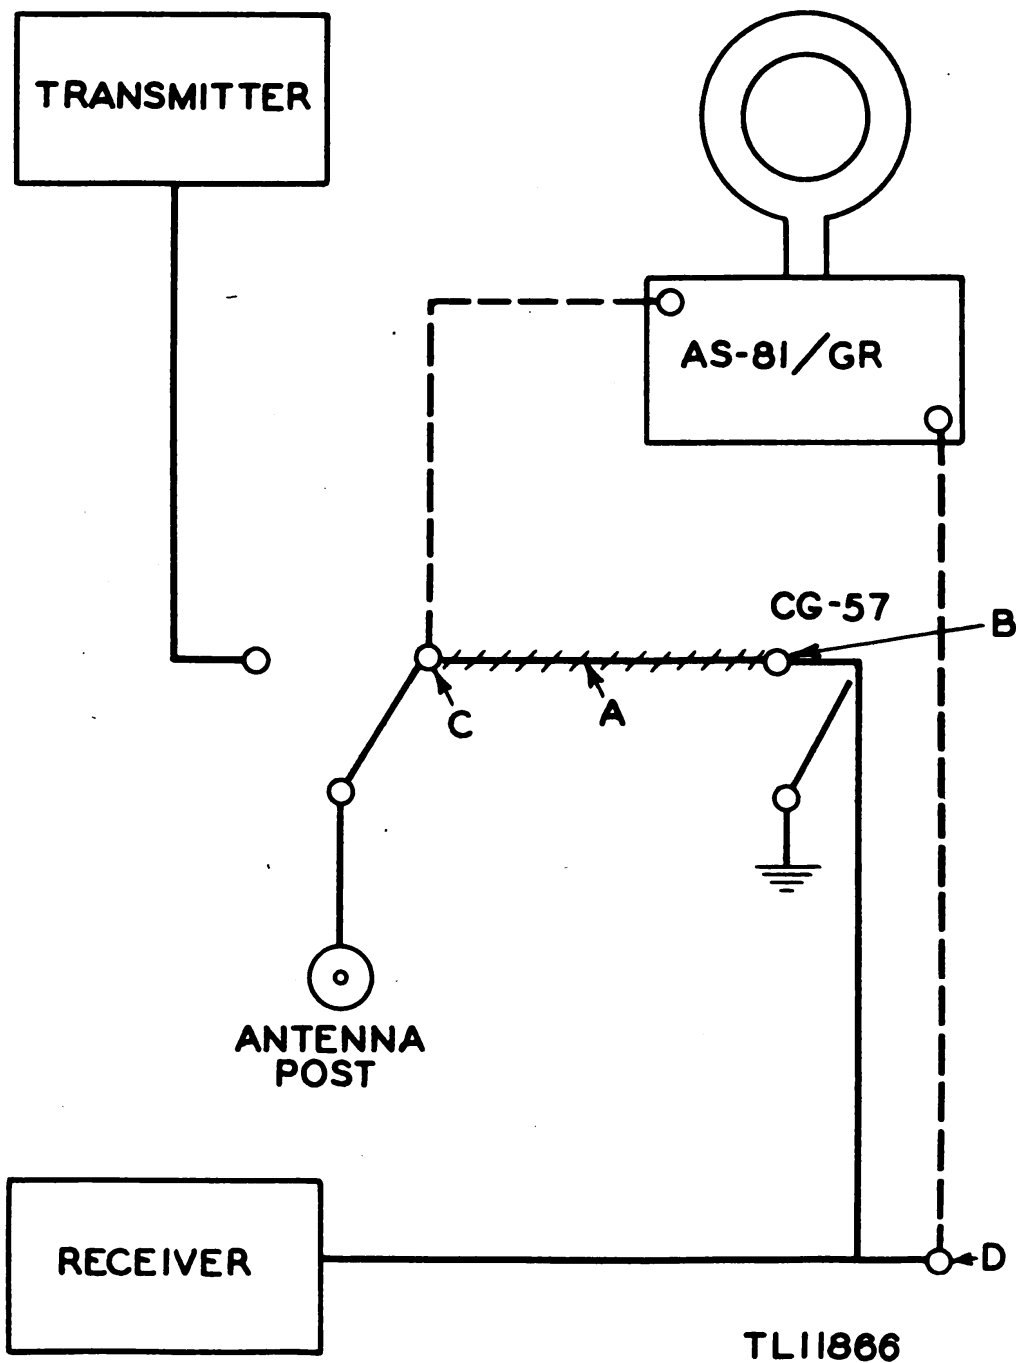 TRANSMITTER
AS-81/GR
CG-57
B
C
A
ANTENNA
POST
RECEIVER
D
TL11866